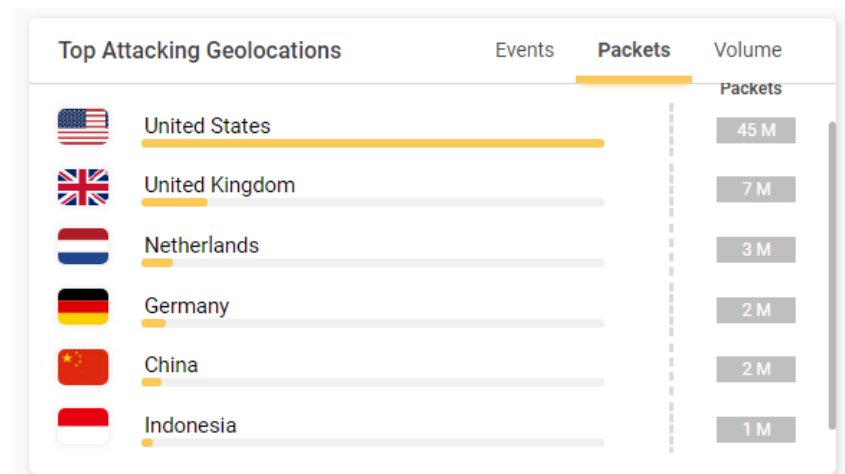 Top Attacking Geolocations Events Packets Volume
Packets
United States 45 M
United Kingdom 7 M
Netherlands 3 M
Germany 2 M
China 2 M
Indonesia 1 M